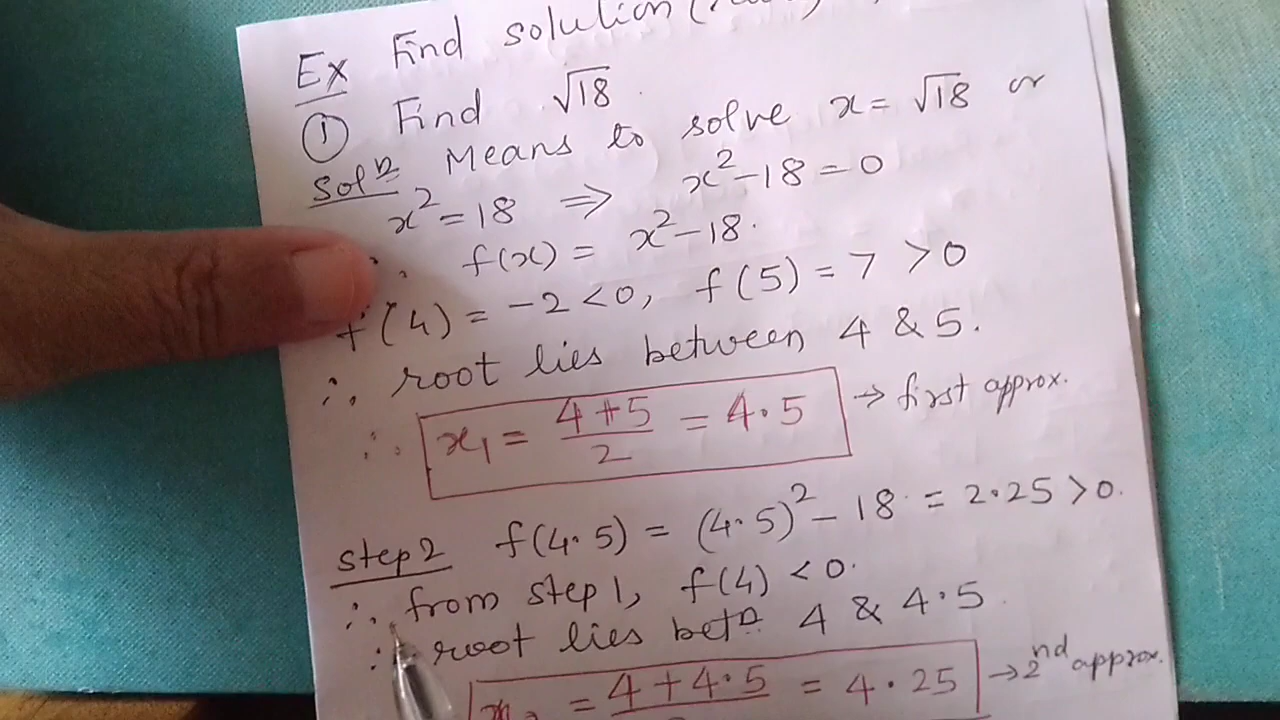 Ex Find solution
① Find √18
Solⁿ Means to solve x = √18 or
x² = 18 ⇒ x² - 18 = 0
∴ f(x) = x² - 18.
f(4) = -2 < 0, f(5) = 7 > 0
∴ root lies between 4 & 5.
∴ x₁ = (4+5)/2 = 4.5 → first approx.
step 2 f(4.5) = (4.5)² - 18 = 2.25 > 0.
∴ from step 1, f(4) < 0.
∴ root lies betⁿ 4 & 4.5
= 4 + 4.5 = 4.25 → 2nd approx.